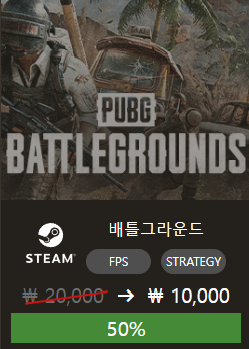 PUBG
BATTLEGROUNDS
배틀그라운드
STEAM
FPS STRATEGY
₩ 20,000 → ₩ 10,000
50%